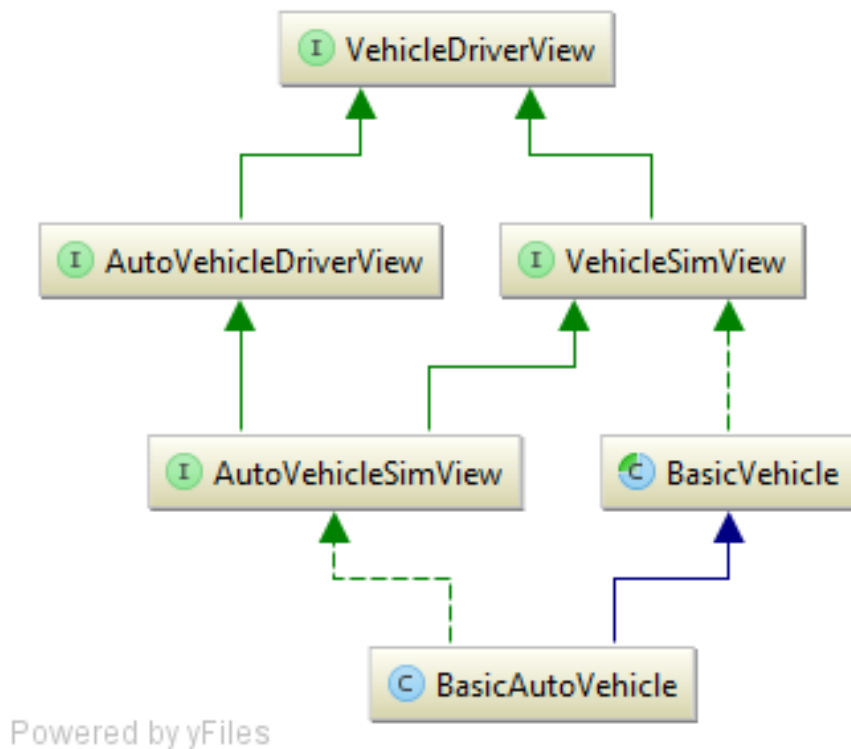 I VehicleDriverView
I AutoVehicleDriverView
I VehicleSimView
I AutoVehicleSimView
C BasicVehicle
C BasicAutoVehicle
Powered by yFiles